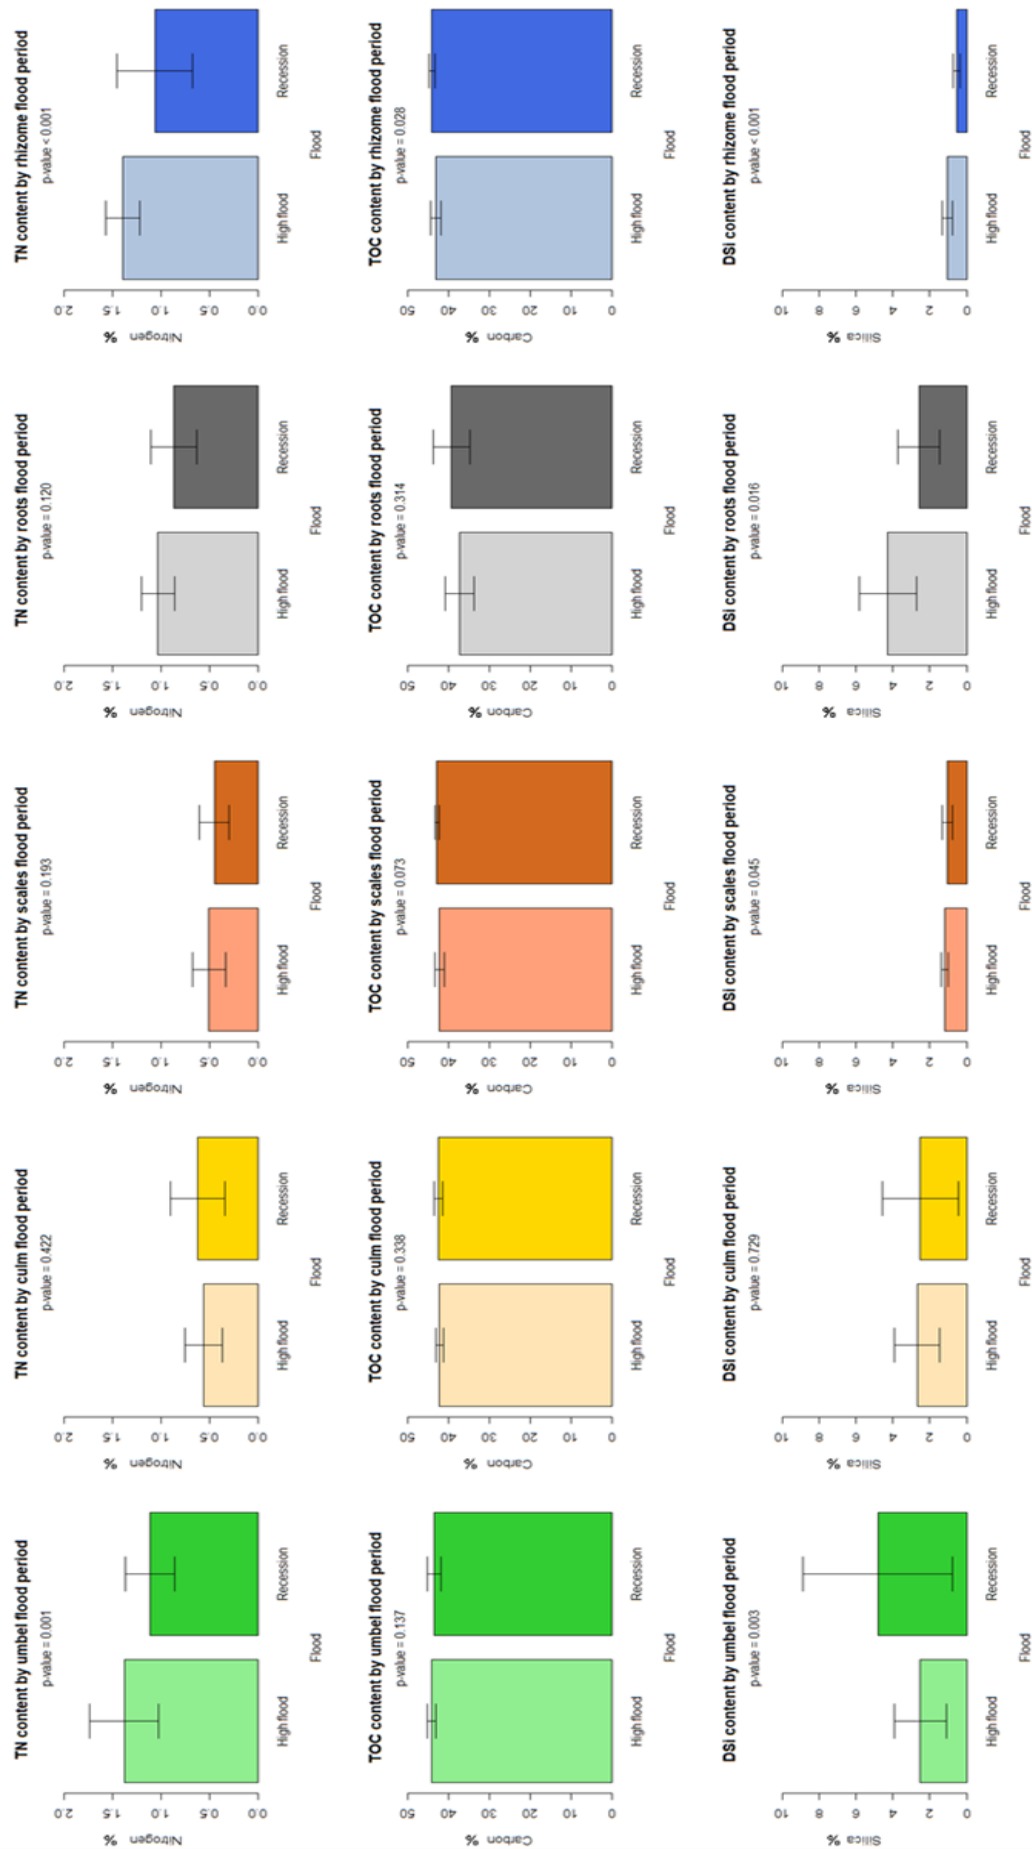 TN content by umbel flood period
p-value = 0.001
Nitrogen %
0.0 0.5 1.0 1.5 2.0
High flood Recession
Flood
TN content by culm flood period
p-value = 0.422
Nitrogen %
0.0 0.5 1.0 1.5 2.0
High flood Recession
Flood
TN content by scales flood period
p-value = 0.193
Nitrogen %
0.0 0.5 1.0 1.5 2.0
High flood Recession
Flood
TN content by roots flood period
p-value = 0.120
Nitrogen %
0.0 0.5 1.0 1.5 2.0
High flood Recession
Flood
TN content by rhizome flood period
p-value < 0.001
Nitrogen %
0.0 0.5 1.0 1.5 2.0
High flood Recession
Flood
TOC content by umbel flood period
p-value = 0.137
Carbon %
0 10 20 30 40 50
High flood Recession
Flood
TOC content by culm flood period
p-value = 0.338
Carbon %
0 10 20 30 40 50
High flood Recession
Flood
TOC content by scales flood period
p-value = 0.073
Carbon %
0 10 20 30 40 50
High flood Recession
Flood
TOC content by roots flood period
p-value = 0.314
Carbon %
0 10 20 30 40 50
High flood Recession
Flood
TOC content by rhizome flood period
p-value = 0.028
Carbon %
0 10 20 30 40 50
High flood Recession
Flood
DSi content by umbel flood period
p-value = 0.003
Silica %
0 2 4 6 8 10
High flood Recession
Flood
DSi content by culm flood period
p-value = 0.729
Silica %
0 2 4 6 8 10
High flood Recession
Flood
DSi content by scales flood period
p-value = 0.045
Silica %
0 2 4 6 8 10
High flood Recession
Flood
DSi content by roots flood period
p-value = 0.016
Silica %
0 2 4 6 8 10
High flood Recession
Flood
DSi content by rhizome flood period
p-value < 0.001
Silica %
0 2 4 6 8 10
High flood Recession
Flood